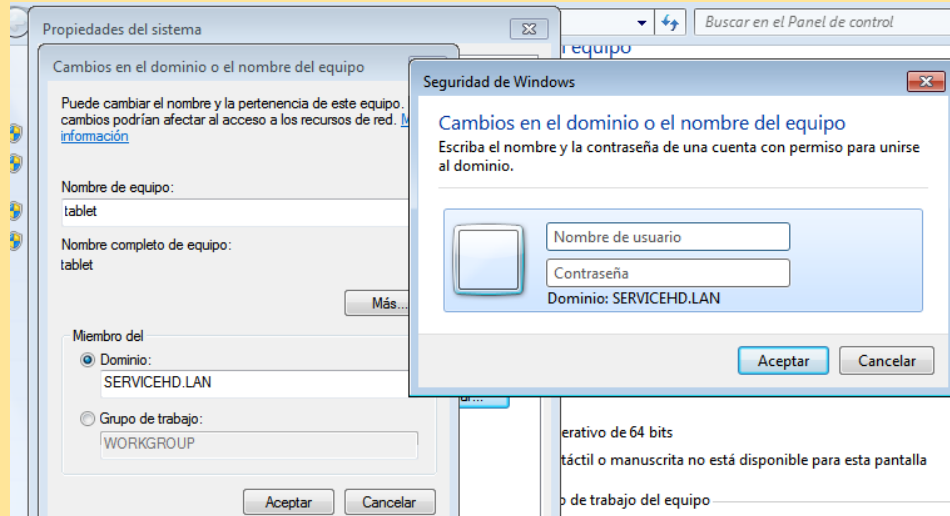 Propiedades del sistema
Buscar en el Panel de control
equipo
Cambios en el dominio o el nombre del equipo
Puede cambiar el nombre y la pertenencia de este equipo.
cambios podrían afectar al acceso a los recursos de red.
información
Nombre de equipo:
tablet
Nombre completo de equipo:
tablet
Más...
Miembro del
Dominio:
SERVICEHD.LAN
Grupo de trabajo:
WORKGROUP
Aceptar Cancelar
Seguridad de Windows
Cambios en el dominio o el nombre del equipo
Escriba el nombre y la contraseña de una cuenta con permiso para unirse
al dominio.
Nombre de usuario
Contraseña
Dominio: SERVICEHD.LAN
Aceptar Cancelar
erativo de 64 bits
táctil o manuscrita no está disponible para esta pantalla
de trabajo del equipo